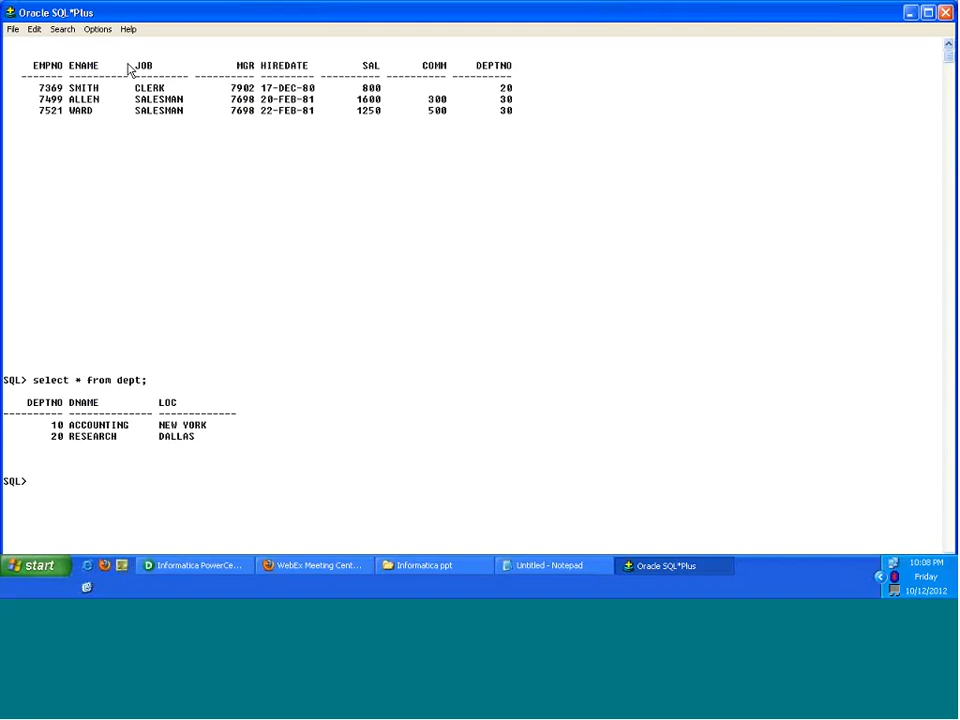 Oracle SQL*Plus
File Edit Search Options Help
EMPNO ENAME JOB MGR HIREDATE SAL COMM DEPTNO
------- ---------- --------- ---------- --------- ---------- ---------- ----------
7369 SMITH CLERK 7902 17-DEC-80 800 20
7499 ALLEN SALESMAN 7698 20-FEB-81 1600 300 30
7521 WARD SALESMAN 7698 22-FEB-81 1250 500 30
SQL> select * from dept;
DEPTNO DNAME LOC
---------- -------------- -------------
10 ACCOUNTING NEW YORK
20 RESEARCH DALLAS
SQL>
start Informatica PowerCe... WebEx Meeting Cent... Informatica ppt Untitled - Notepad Oracle SQL*Plus
10:08 PM
Friday
10/12/2012